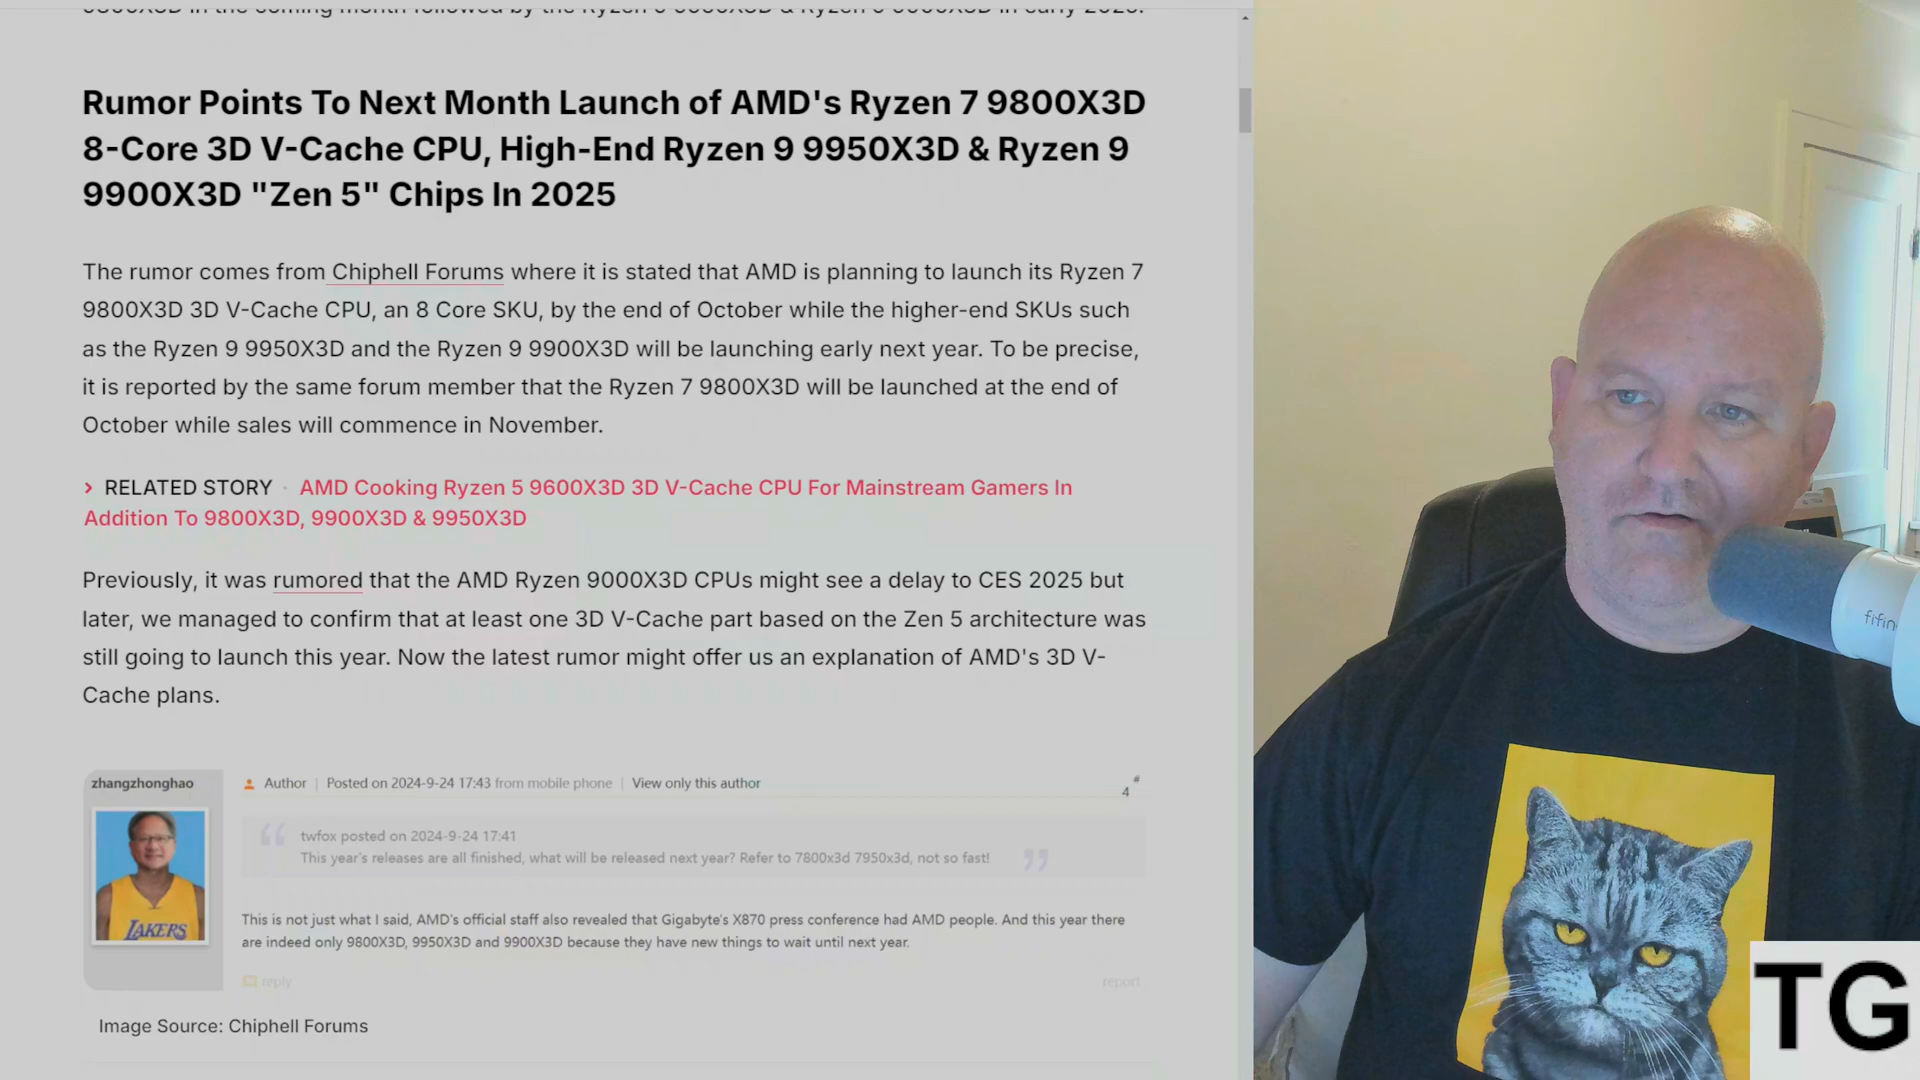 Rumor Points To Next Month Launch of AMD's Ryzen 7 9800X3D
8-Core 3D V-Cache CPU, High-End Ryzen 9 9950X3D & Ryzen 9
9900X3D "Zen 5" Chips In 2025
The rumor comes from Chiphell Forums where it is stated that AMD is planning to launch its Ryzen 7
9800X3D 3D V-Cache CPU, an 8 Core SKU, by the end of October while the higher-end SKUs such
as the Ryzen 9 9950X3D and the Ryzen 9 9900X3D will be launching early next year. To be precise,
it is reported by the same forum member that the Ryzen 7 9800X3D will be launched at the end of
October while sales will commence in November.
> RELATED STORY · AMD Cooking Ryzen 5 9600X3D 3D V-Cache CPU For Mainstream Gamers In
Addition To 9800X3D, 9900X3D & 9950X3D
Previously, it was rumored that the AMD Ryzen 9000X3D CPUs might see a delay to CES 2025 but
later, we managed to confirm that at least one 3D V-Cache part based on the Zen 5 architecture was
still going to launch this year. Now the latest rumor might offer us an explanation of AMD's 3D V-
Cache plans.
zhangzhonghao
LAKERS
Author | Posted on 2024-9-24 17:43 from mobile phone | View only this author
4 #
twfox posted on 2024-9-24 17:41
This year's releases are all finished, what will be released next year? Refer to 7800x3d 7950x3d, not so fast!
This is not just what I said, AMD's official staff also revealed that Gigabyte's X870 press conference had AMD people. And this year there
are indeed only 9800X3D, 9950X3D and 9900X3D because they have new things to wait until next year.
reply
report
Image Source: Chiphell Forums
fifin
TG